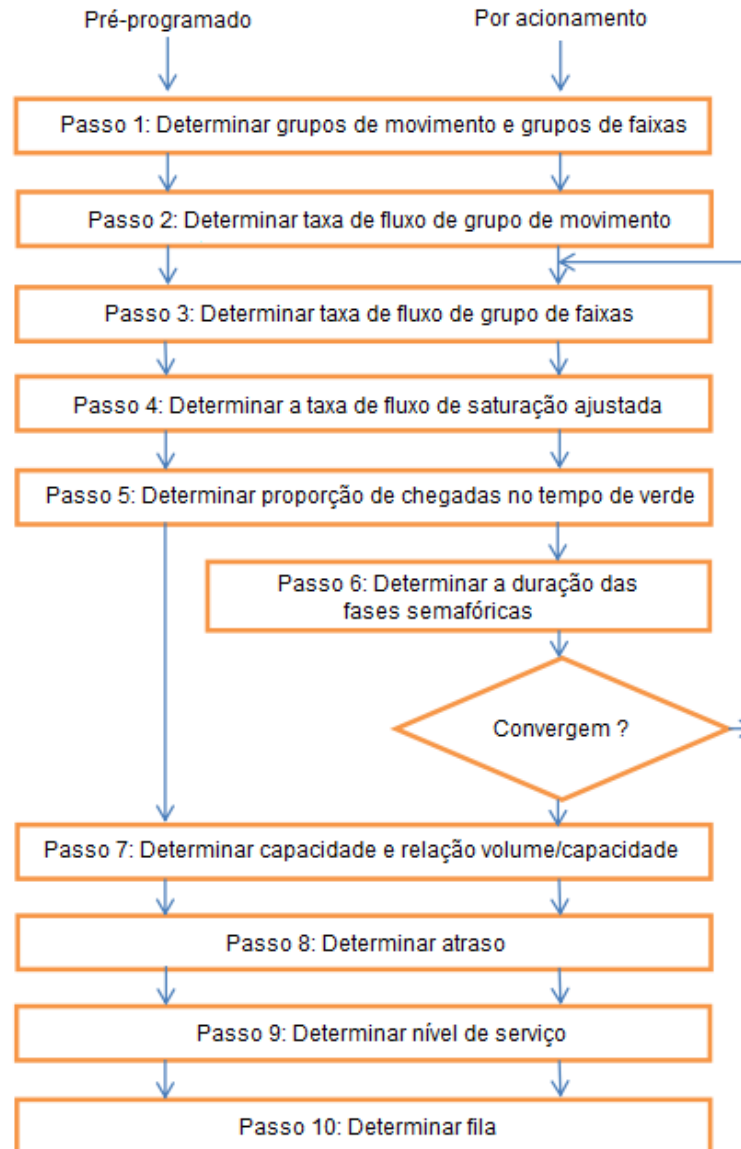 Pré-programado
Por acionamento
Passo 1: Determinar grupos de movimento e grupos de faixas
Passo 2: Determinar taxa de fluxo de grupo de movimento
Passo 3: Determinar taxa de fluxo de grupo de faixas
Passo 4: Determinar a taxa de fluxo de saturação ajustada
Passo 5: Determinar proporção de chegadas no tempo de verde
Passo 6: Determinar a duração das
fases semafóricas
Convergem ?
Passo 7: Determinar capacidade e relação volume/capacidade
Passo 8: Determinar atraso
Passo 9: Determinar nível de serviço
Passo 10: Determinar fila